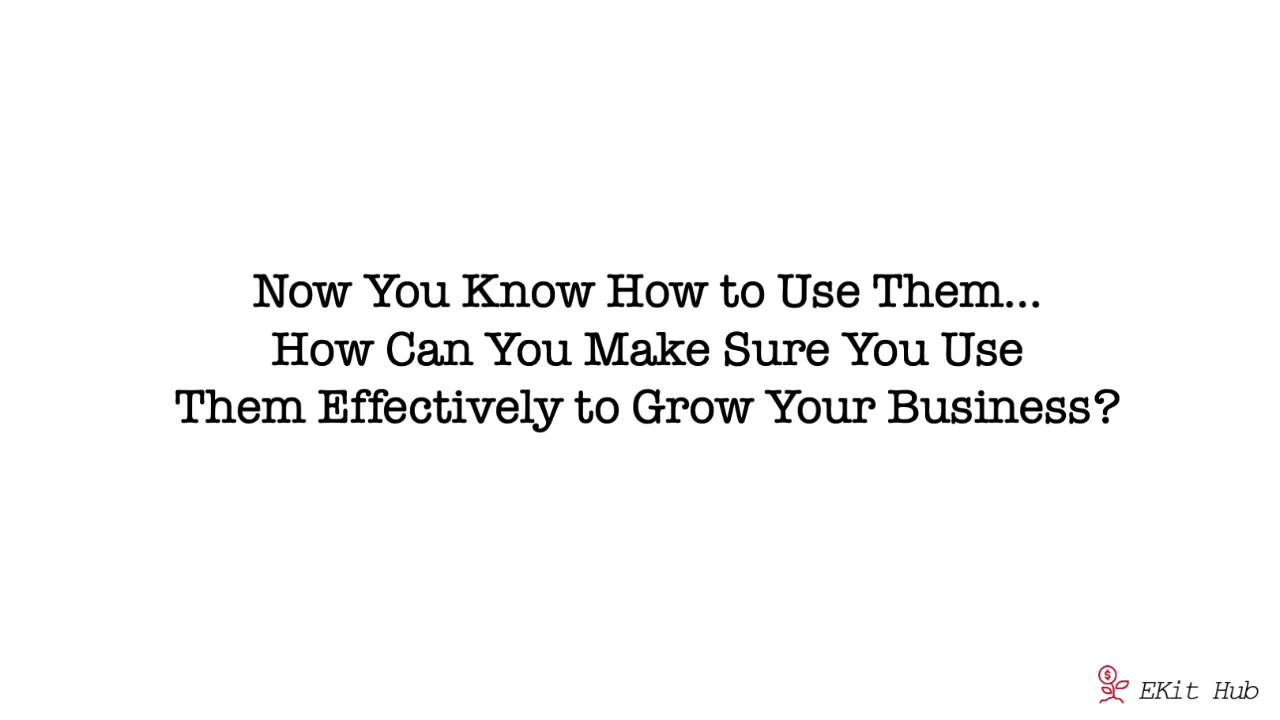 Now You Know How to Use Them...
How Can You Make Sure You Use
Them Effectively to Grow Your Business?
$
EKit Hub